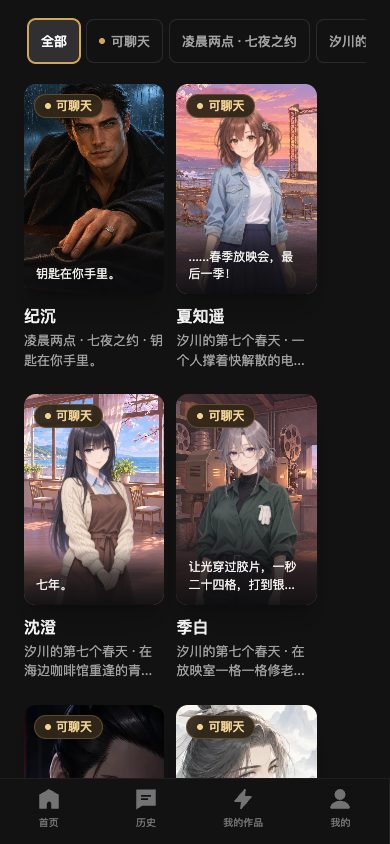 全部
可聊天
凌晨两点 · 七夜之约
汐川的
可聊天
钥匙在你手里。
纪沉
凌晨两点 · 七夜之约 · 钥
匙在你手里。
可聊天
……春季放映会，最
后一季！
夏知遥
汐川的第七个春天 · 一
个人撑着快解散的电…
可聊天
七年。
沈澄
汐川的第七个春天 · 在
海边咖啡馆重逢的青…
可聊天
让光穿过胶片，一秒
二十四格，打到银…
季白
汐川的第七个春天 · 在
放映室一格一格修老…
可聊天
可聊天
首页
历史
我的作品
我的